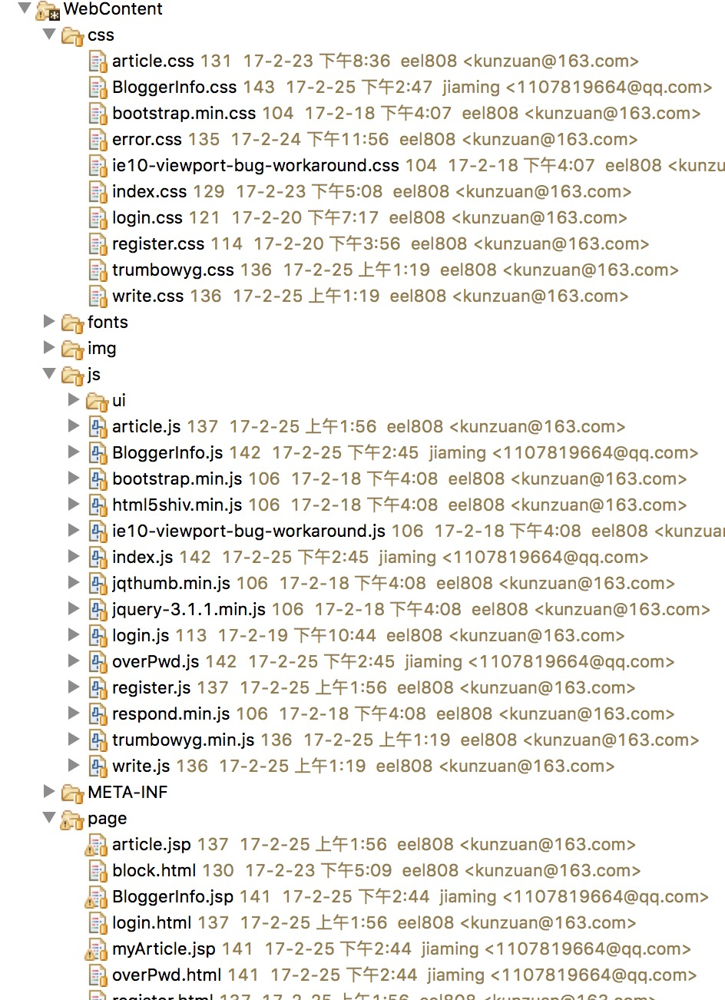 WebContent
css
article.css 131 17-2-23 下午8:36 eel808 <kunzuan@163.com>
BloggerInfo.css 143 17-2-25 下午2:47 jiaming <1107819664@qq.com>
bootstrap.min.css 104 17-2-18 下午4:07 eel808 <kunzuan@163.com>
error.css 135 17-2-24 下午11:56 eel808 <kunzuan@163.com>
ie10-viewport-bug-workaround.css 104 17-2-18 下午4:07 eel808 <kunzu
index.css 129 17-2-23 下午5:08 eel808 <kunzuan@163.com>
login.css 121 17-2-20 下午7:17 eel808 <kunzuan@163.com>
register.css 114 17-2-20 下午3:56 eel808 <kunzuan@163.com>
trumbowyg.css 136 17-2-25 上午1:19 eel808 <kunzuan@163.com>
write.css 136 17-2-25 上午1:19 eel808 <kunzuan@163.com>
fonts
img
js
ui
article.js 137 17-2-25 上午1:56 eel808 <kunzuan@163.com>
BloggerInfo.js 142 17-2-25 下午2:45 jiaming <1107819664@qq.com>
bootstrap.min.js 106 17-2-18 下午4:08 eel808 <kunzuan@163.com>
html5shiv.min.js 106 17-2-18 下午4:08 eel808 <kunzuan@163.com>
ie10-viewport-bug-workaround.js 106 17-2-18 下午4:08 eel808 <kunzuan
index.js 142 17-2-25 下午2:45 jiaming <1107819664@qq.com>
jqthumb.min.js 106 17-2-18 下午4:08 eel808 <kunzuan@163.com>
jquery-3.1.1.min.js 106 17-2-18 下午4:08 eel808 <kunzuan@163.com>
login.js 113 17-2-19 下午10:44 eel808 <kunzuan@163.com>
overPwd.js 142 17-2-25 下午2:45 jiaming <1107819664@qq.com>
register.js 137 17-2-25 上午1:56 eel808 <kunzuan@163.com>
respond.min.js 106 17-2-18 下午4:08 eel808 <kunzuan@163.com>
trumbowyg.min.js 136 17-2-25 上午1:19 eel808 <kunzuan@163.com>
write.js 136 17-2-25 上午1:19 eel808 <kunzuan@163.com>
META-INF
page
article.jsp 137 17-2-25 上午1:56 eel808 <kunzuan@163.com>
block.html 130 17-2-23 下午5:09 eel808 <kunzuan@163.com>
BloggerInfo.jsp 141 17-2-25 下午2:44 jiaming <1107819664@qq.com>
login.html 137 17-2-25 上午1:56 eel808 <kunzuan@163.com>
myArticle.jsp 141 17-2-25 下午2:44 jiaming <1107819664@qq.com>
overPwd.html 141 17-2-25 下午2:44 jiaming <1107819664@qq.com>
register.html 137 17-2-25 上午1:56 eel808 <kunzuan@163.com>